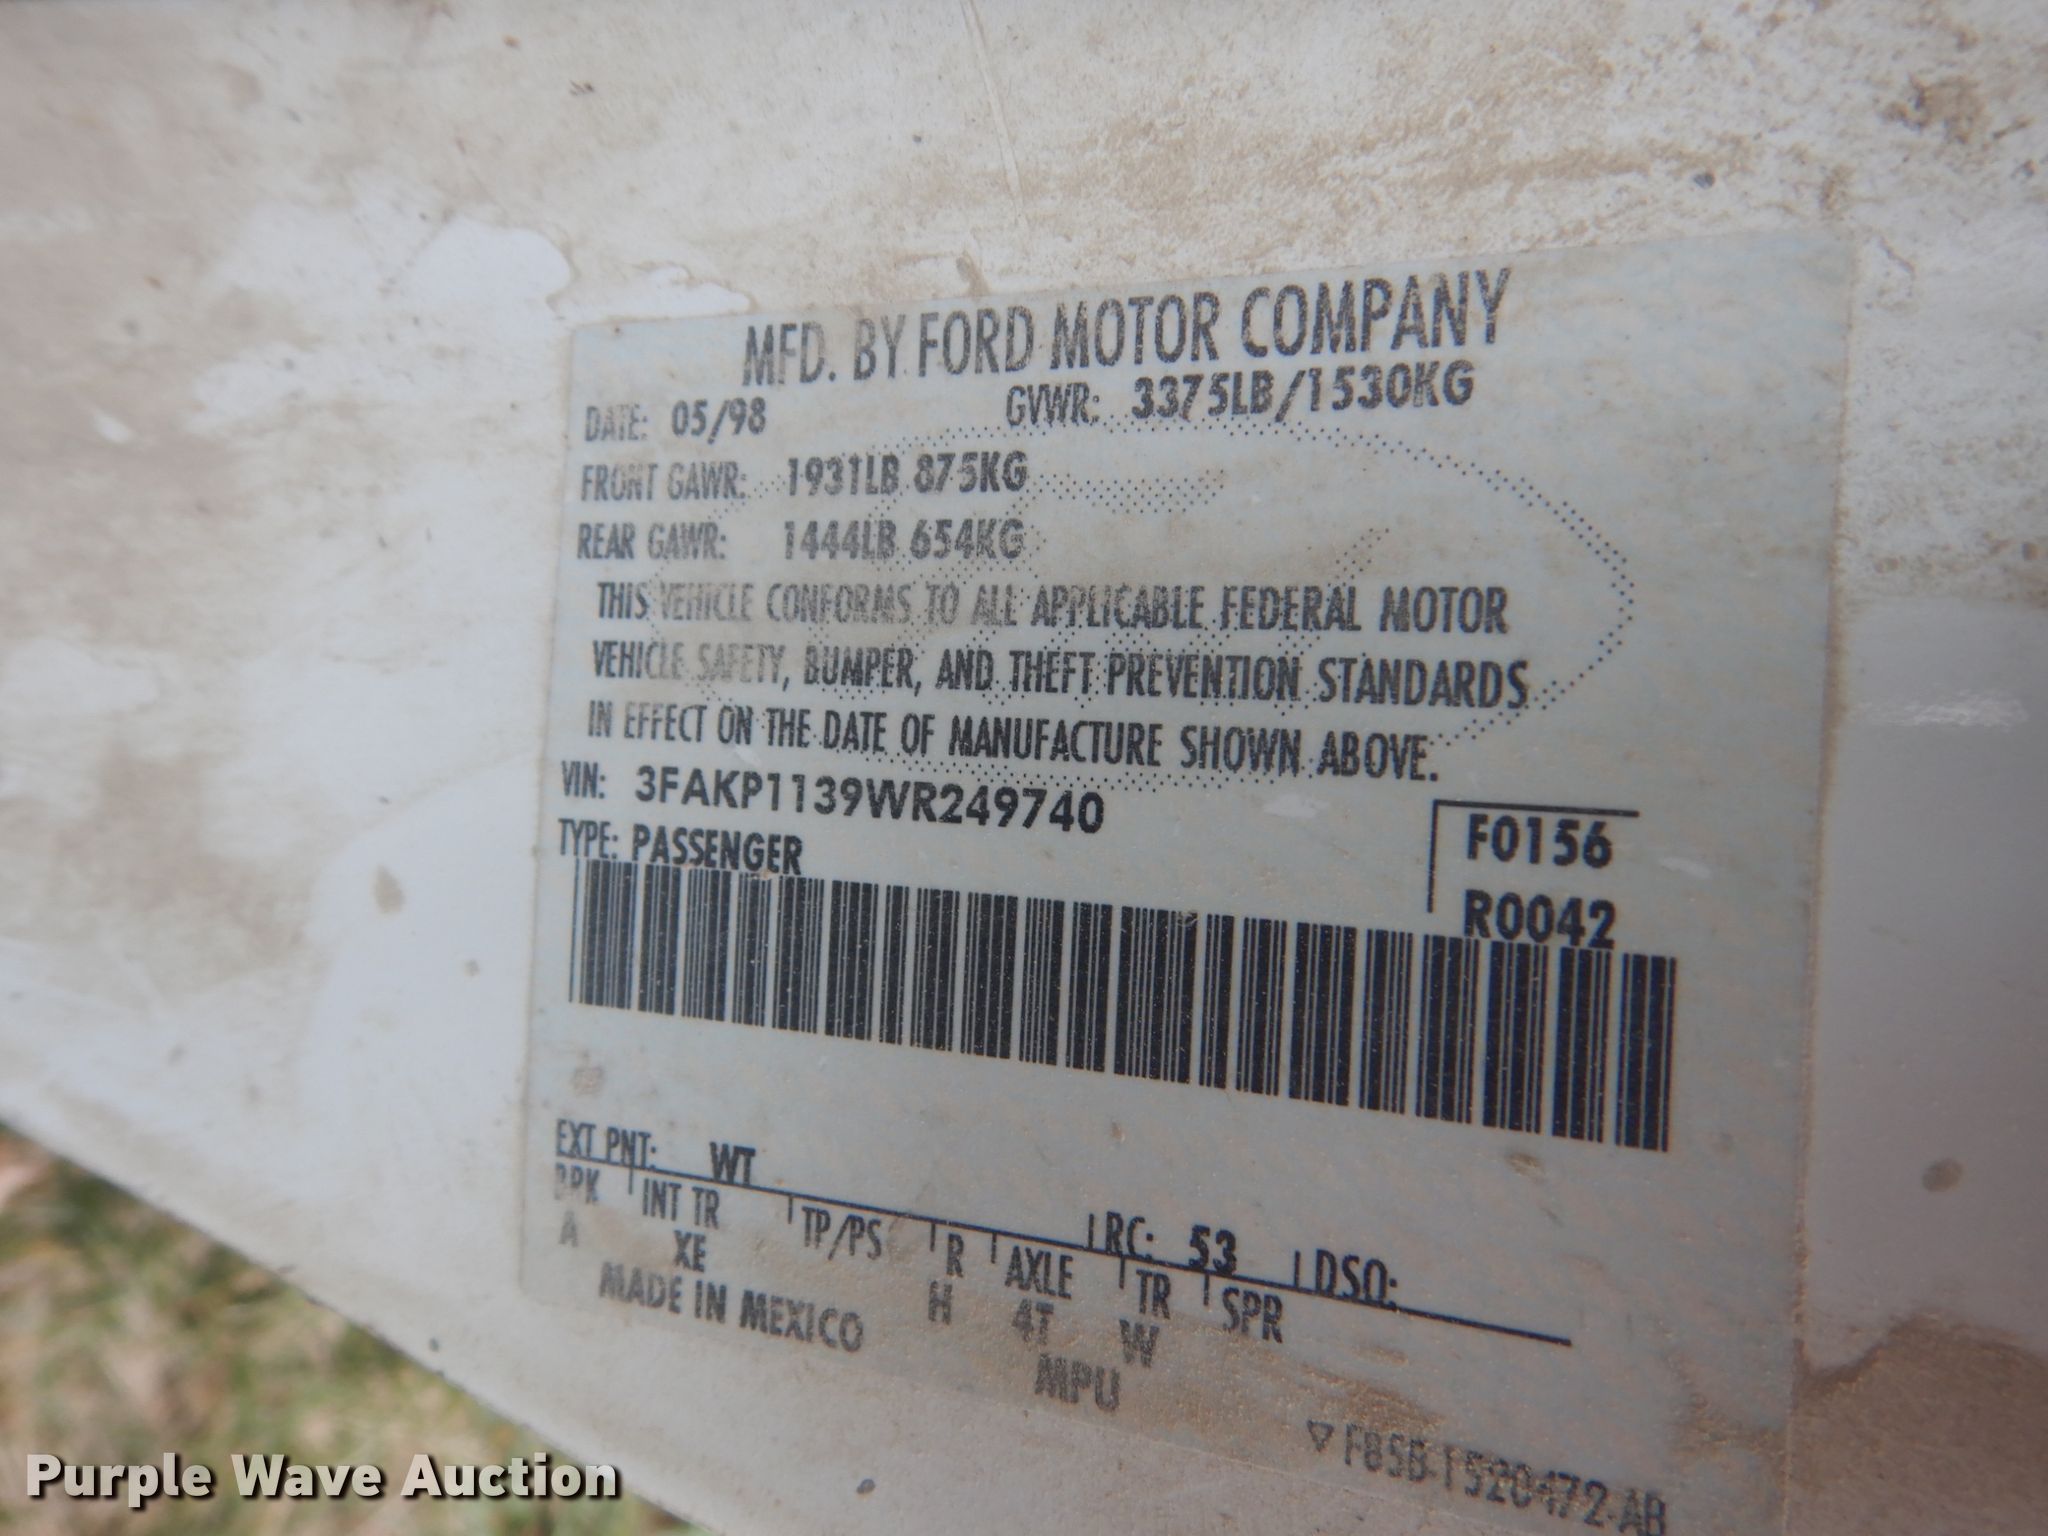 MFD. BY FORD MOTOR COMPANY
DATE: 05/98 GVWR: 3375LB/1530KG
FRONT GAWR: 1931LB 875KG
REAR GAWR: 1444LB 654KG
THIS VEHICLE CONFORMS TO ALL APPLICABLE FEDERAL MOTOR
VEHICLE SAFETY, BUMPER, AND THEFT PREVENTION STANDARDS
IN EFFECT ON THE DATE OF MANUFACTURE SHOWN ABOVE.
VIN: 3FAKP1139WR249740
TYPE: PASSENGER
F0156
R0042
EXT PNT: WT RC: 53 DSO:
BRK INT TR TP/PS R AXLE TR SPR
A XE H 4T W
MADE IN MEXICO MPU
F85B-1520472-AB
Purple Wave Auction